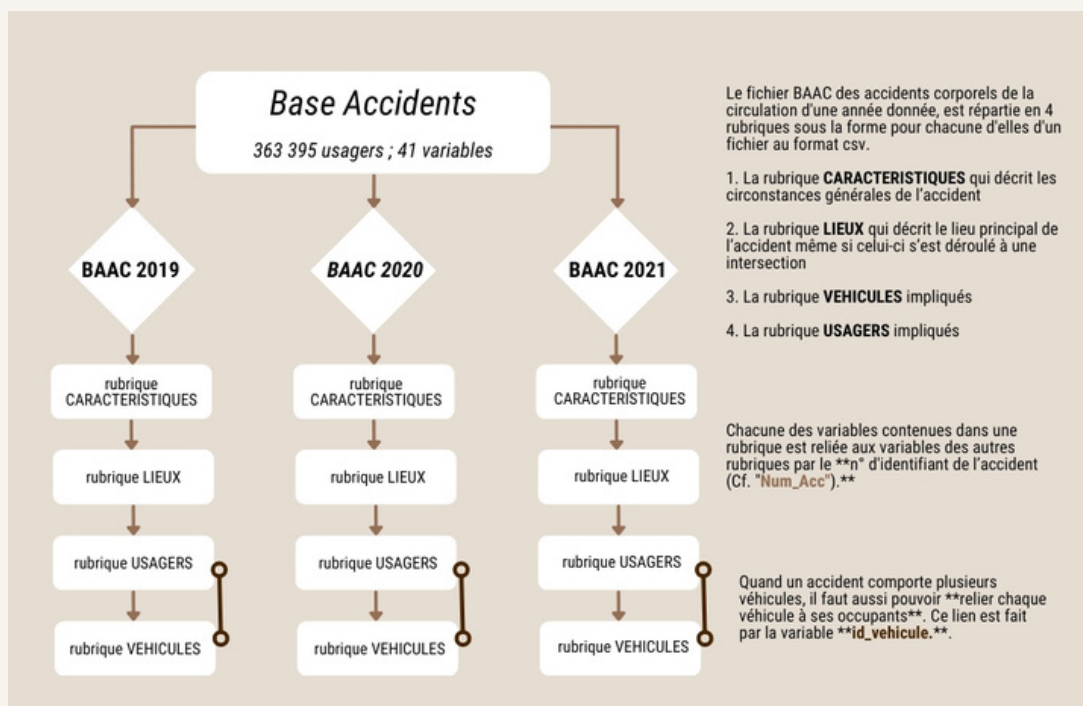 Base Accidents
363 395 usagers ; 41 variables
BAAC 2019
BAAC 2020
BAAC 2021
rubrique
CARACTERISTIQUES
rubrique
CARACTERISTIQUES
rubrique
CARACTERISTIQUES
rubrique LIEUX
rubrique LIEUX
rubrique LIEUX
rubrique USAGERS
rubrique USAGERS
rubrique USAGERS
rubrique VEHICULES
rubrique VEHICULES
rubrique VEHICULES
Le fichier BAAC des accidents corporels de la
circulation d'une année donnée, est répartie en 4
rubriques sous la forme pour chacune d'elles d'un
fichier au format csv.
1. La rubrique CARACTERISTIQUES qui décrit les
circonstances générales de l'accident
2. La rubrique LIEUX qui décrit le lieu principal de
l'accident même si celui-ci s'est déroulé à une
intersection
3. La rubrique VEHICULES impliqués
4. La rubrique USAGERS impliqués
Chacune des variables contenues dans une
rubrique est reliée aux variables des autres
rubriques par le **n° d'identifiant de l'accident
(Cf. "Num_Acc").**
Quand un accident comporte plusieurs
véhicules, il faut aussi pouvoir **relier chaque
véhicule à ses occupants**. Ce lien est fait
par la variable **id_vehicule.**.